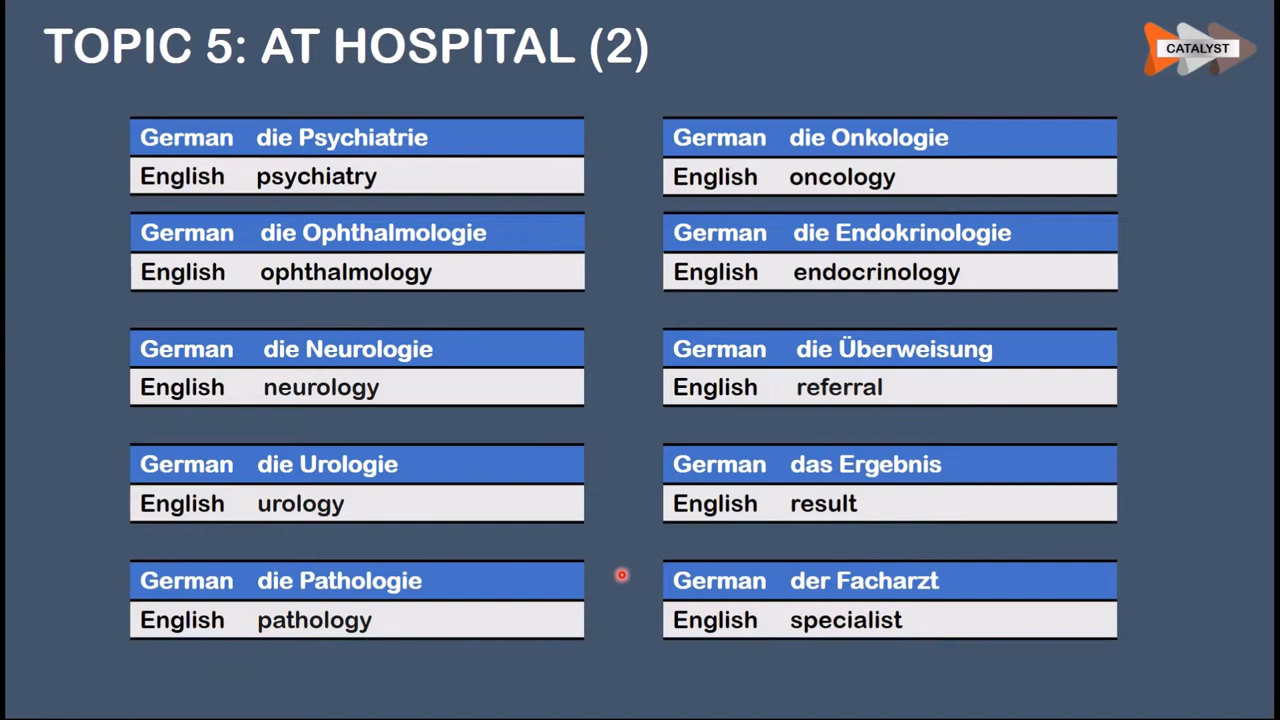 TOPIC 5: AT HOSPITAL (2)
CATALYST
German die Psychiatrie
English psychiatry
German die Ophthalmologie
English ophthalmology
German die Neurologie
English neurology
German die Urologie
English urology
German die Pathologie
English pathology
German die Onkologie
English oncology
German die Endokrinologie
English endocrinology
German die Überweisung
English referral
German das Ergebnis
English result
German der Facharzt
English specialist